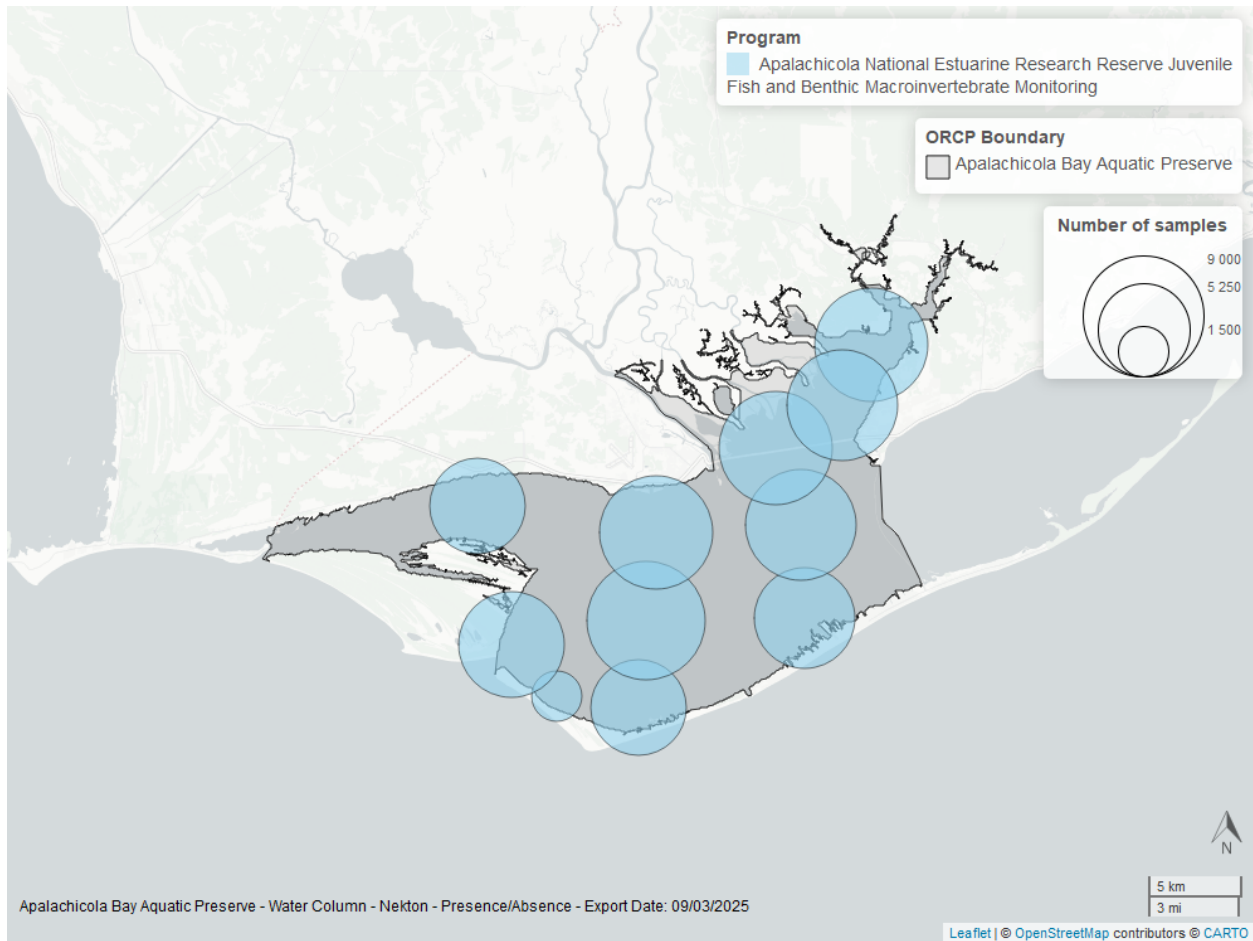 Program
Apalachicola National Estuarine Research Reserve Juvenile
Fish and Benthic Macroinvertebrate Monitoring
ORCP Boundary
Apalachicola Bay Aquatic Preserve
Number of samples
9 000
5 250
1 500
N
5 km
3 mi
Apalachicola Bay Aquatic Preserve - Water Column - Nekton - Presence/Absence - Export Date: 09/03/2025
Leaflet | © OpenStreetMap contributors © CARTO